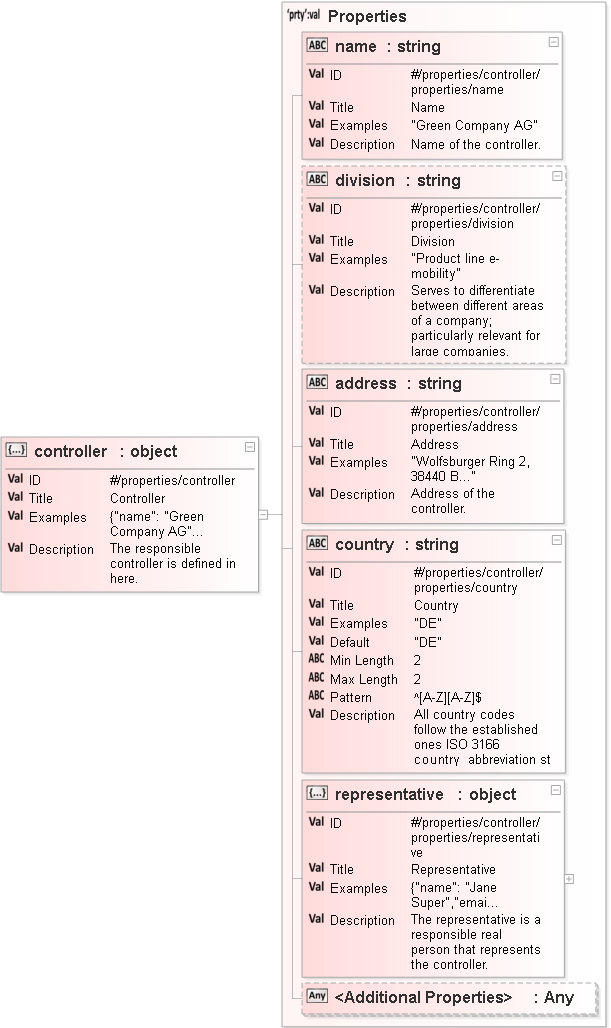 {...} controller : object
Val ID #/properties/controller
Val Title Controller
Val Examples {"name": "Green
Company AG"...
Val Description The responsible
controller is defined in
here.
'prty':val Properties
ABC name : string
Val ID #/properties/controller/
properties/name
Val Title Name
Val Examples "Green Company AG"
Val Description Name of the controller.
ABC division : string
Val ID #/properties/controller/
properties/division
Val Title Division
Val Examples "Product line e-
mobility"
Val Description Serves to differentiate
between different areas
of a company;
particularly relevant for
large companies.
ABC address : string
Val ID #/properties/controller/
properties/address
Val Title Address
Val Examples "Wolfsburger Ring 2,
38440 B..."
Val Description Address of the
controller.
ABC country : string
Val ID #/properties/controller/
properties/country
Val Title Country
Val Examples "DE"
Val Default "DE"
ABC Min Length 2
ABC Max Length 2
ABC Pattern ^[A-Z][A-Z]$
Val Description All country codes
follow the established
ones ISO 3166
country abbreviation st
{...} representative : object
Val ID #/properties/controller/
properties/representati
ve
Val Title Representative
Val Examples {"name": "Jane
Super","emai...
Val Description The representative is a
responsible real
person that represents
the controller.
Any <Additional Properties> : Any